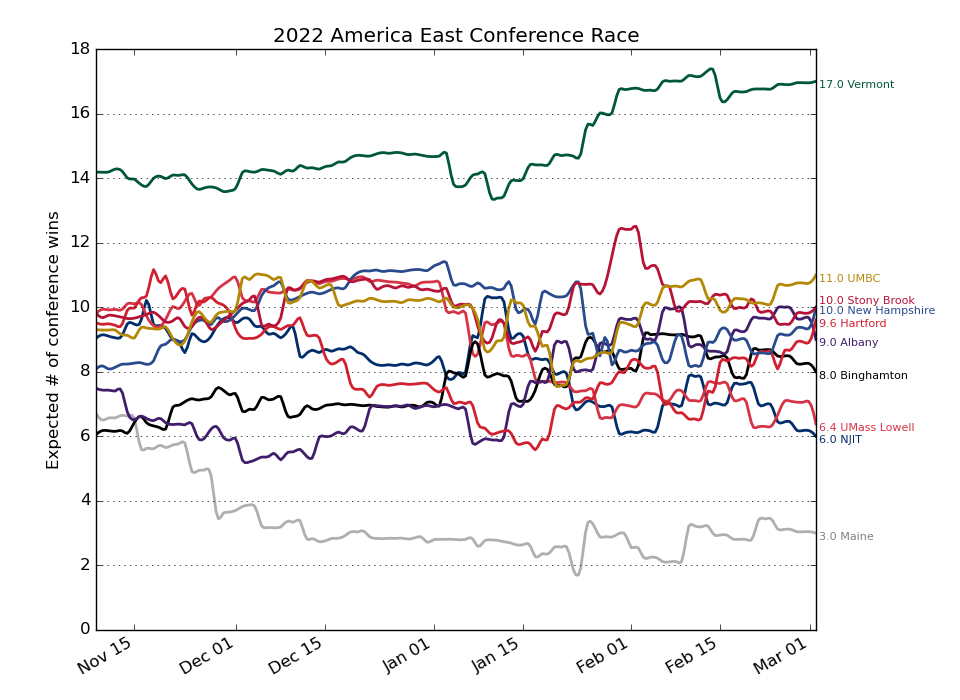 2022 America East Conference Race
Expected # of conference wins
18
16
14
12
10
8
6
4
2
0
Nov 15
Dec 01
Dec 15
Jan 01
Jan 15
Feb 01
Feb 15
Mar 01
17.0 Vermont
11.0 UMBC
10.0 Stony Brook
10.0 New Hampshire
9.6 Hartford
9.0 Albany
8.0 Binghamton
6.4 UMass Lowell
6.0 NJIT
3.0 Maine